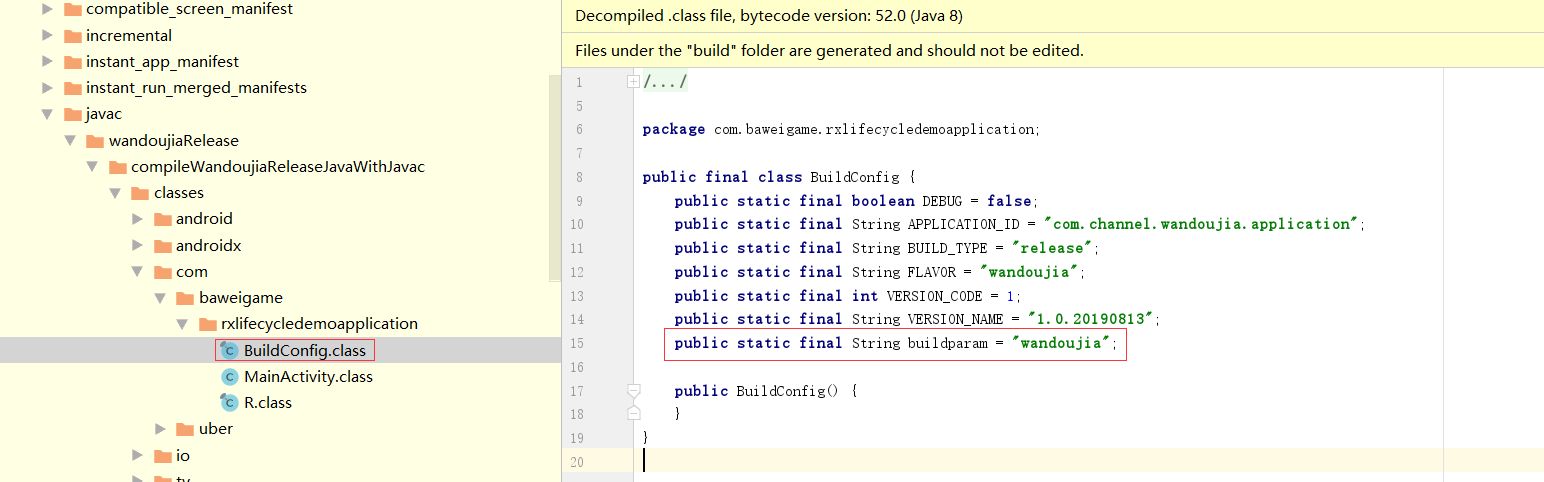 compatible_screen_manifest
incremental
instant_app_manifest
instant_run_merged_manifests
javac
wandoujiaRelease
compileWandoujiaReleaseJavaWithJavac
classes
android
androidx
com
baweigame
rxlifecycledemoapplication
BuildConfig.class
MainActivity.class
R.class
uber
io
Decompiled .class file, bytecode version: 52.0 (Java 8)
Files under the "build" folder are generated and should not be edited.
1 /.../
5
6 package com.baweigame.rxlifecycledemoapplication;
7
8 public final class BuildConfig {
9 public static final boolean DEBUG = false;
10 public static final String APPLICATION_ID = "com.channel.wandoujia.application";
11 public static final String BUILD_TYPE = "release";
12 public static final String FLAVOR = "wandoujia";
13 public static final int VERSION_CODE = 1;
14 public static final String VERSION_NAME = "1.0.20190813";
15 public static final String buildparam = "wandoujia";
16
17 public BuildConfig() {
18 }
19 }
20